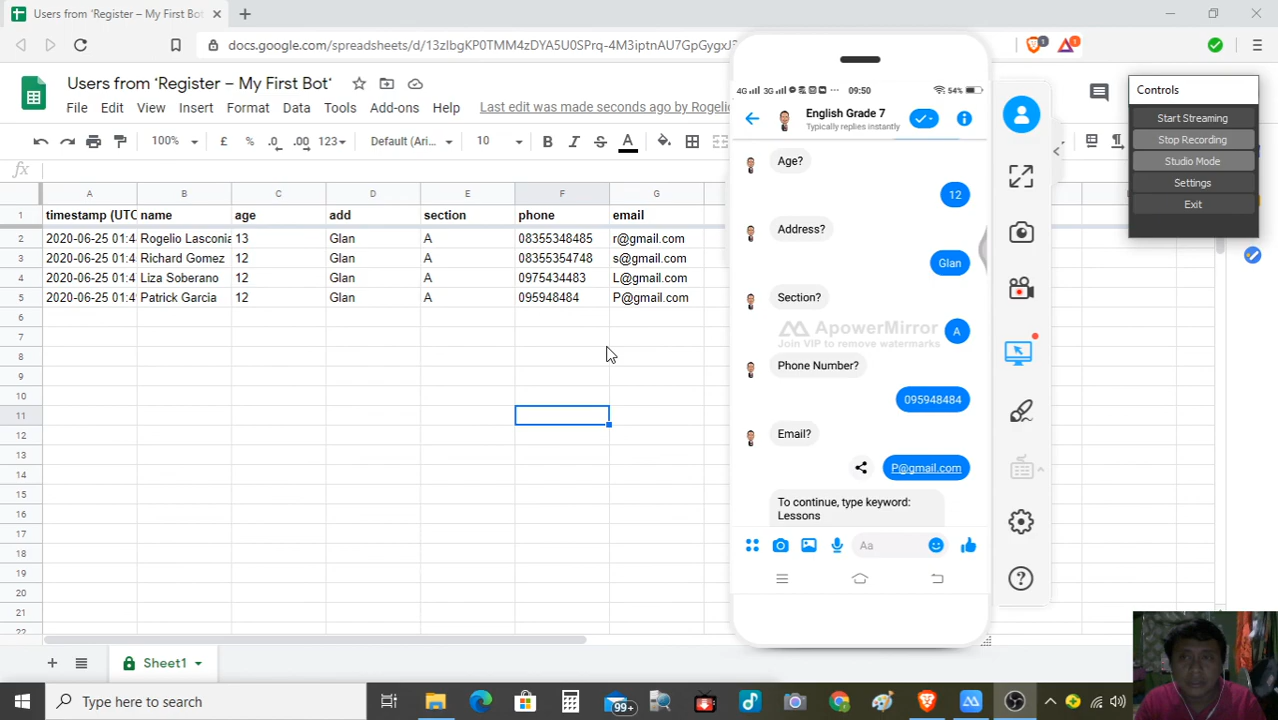 Users from 'Register – My First Bot'
docs.google.com/spreadsheets/d/13zIbgKP0TMM4zDYA5U0SPrq-4M3iptnAU7GpGygxJ
1
1
Users from 'Register – My First Bot'
File Edit View Insert Format Data Tools Add-ons Help Last edit was made seconds ago by Rogelio
100% £ % .0 .00 123 Default (Ari... 10 B I S A
fx
A B C D E F G
1 timestamp (UTC name age add section phone email
2 2020-06-25 01:4 Rogelio Lasconia 13 Glan A 08355348485 r@gmail.com
3 2020-06-25 01:4 Richard Gomez 12 Glan A 08355354748 s@gmail.com
4 2020-06-25 01:4 Liza Soberano 12 Glan A 0975434483 L@gmail.com
5 2020-06-25 01:4 Patrick Garcia 12 Glan A 095948484 P@gmail.com
6
7
8
9
10
11
12
13
14
15
16
17
18
19
20
21
22
Sheet1
4G 3G 09:50 54%
English Grade 7
Typically replies instantly
Age?
12
Address?
Glan
Section?
ApowerMirror
Join VIP to remove watermarks
A
Phone Number?
095948484
Email?
P@gmail.com
To continue, type keyword:
Lessons
Aa
Controls
Start Streaming
Stop Recording
Studio Mode
Settings
Exit
Type here to search
99+